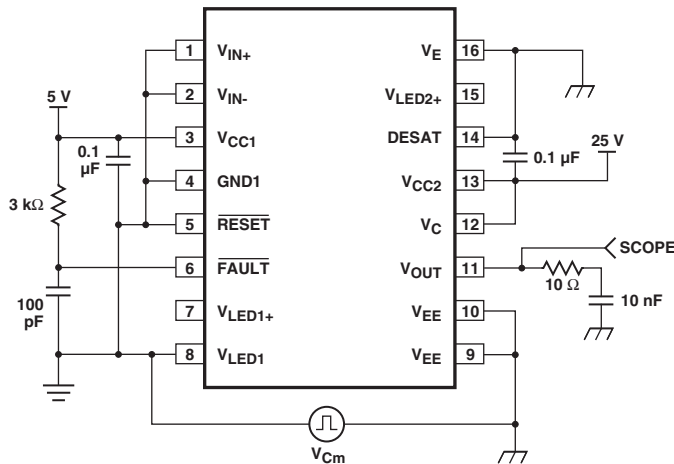 1 V_IN+ V_E 16
2 V_IN- V_LED2+ 15
5 V
3 V_CC1 DESAT 14
0.1 µF
25 V
0.1 µF
4 GND1 V_CC2 13
3 kΩ
5 RESET V_C 12
SCOPE
6 FAULT V_OUT 11
10 Ω
100 pF
10 nF
7 V_LED1+ V_EE 10
8 V_LED1 V_EE 9
V_Cm